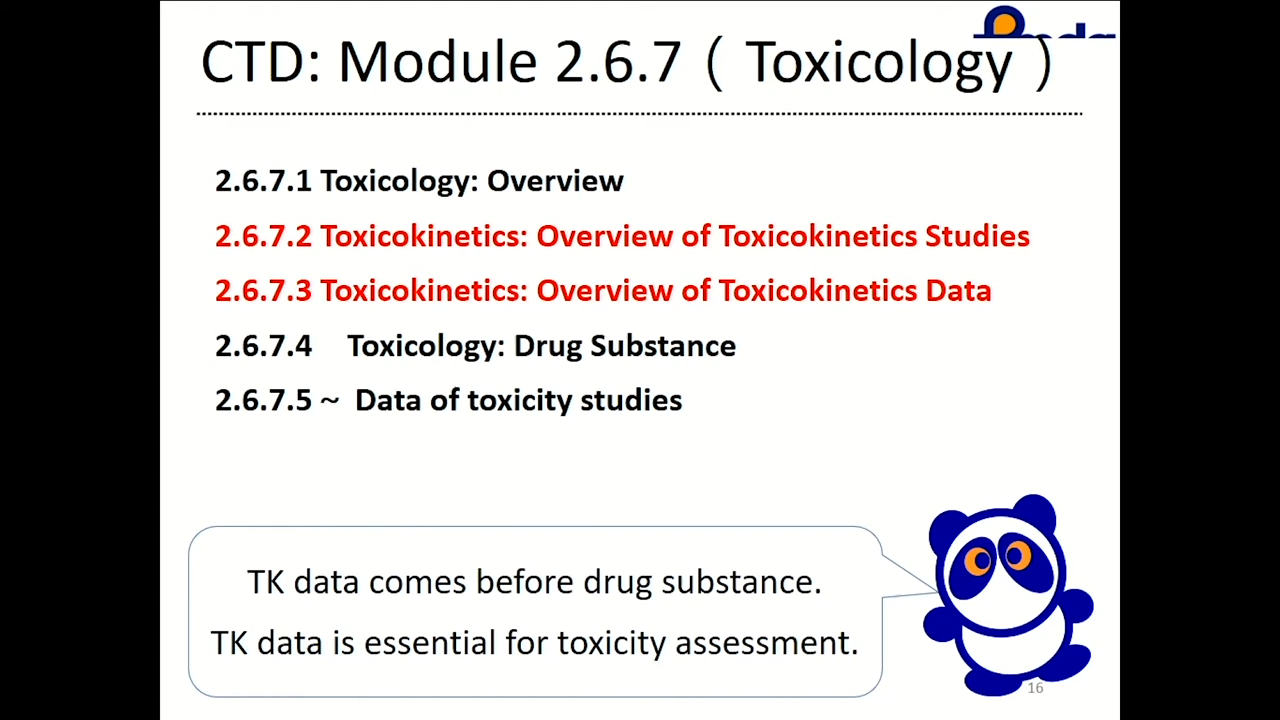 CTD: Module 2.6.7 ( Toxicology )
2.6.7.1 Toxicology: Overview
2.6.7.2 Toxicokinetics: Overview of Toxicokinetics Studies
2.6.7.3 Toxicokinetics: Overview of Toxicokinetics Data
2.6.7.4 Toxicology: Drug Substance
2.6.7.5 ~ Data of toxicity studies
TK data comes before drug substance.
TK data is essential for toxicity assessment.
16